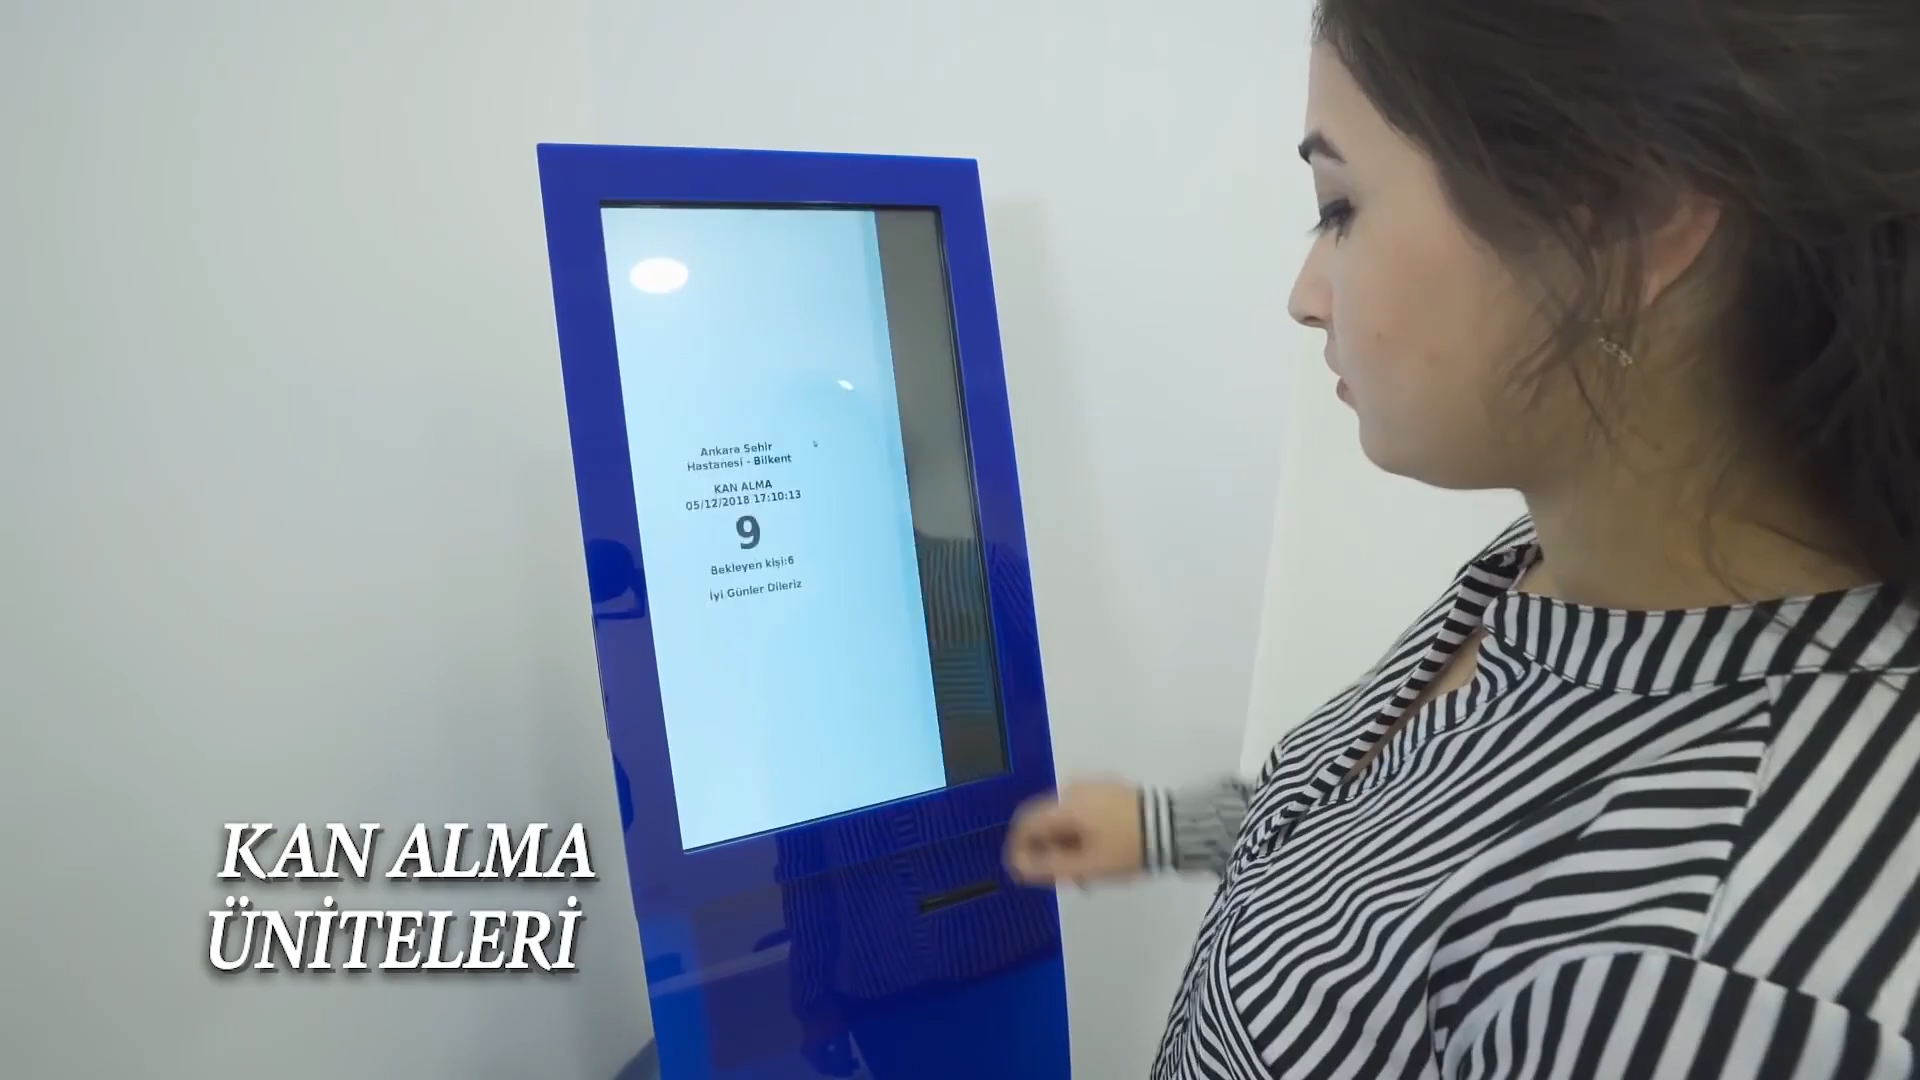 Ankara Şehir
Hastanesi - Bilkent
KAN ALMA
05/12/2018 17:10:13
9
Bekleyen kişi:6
İyi Günler Dileriz
KAN ALMA
ÜNİTELERİ